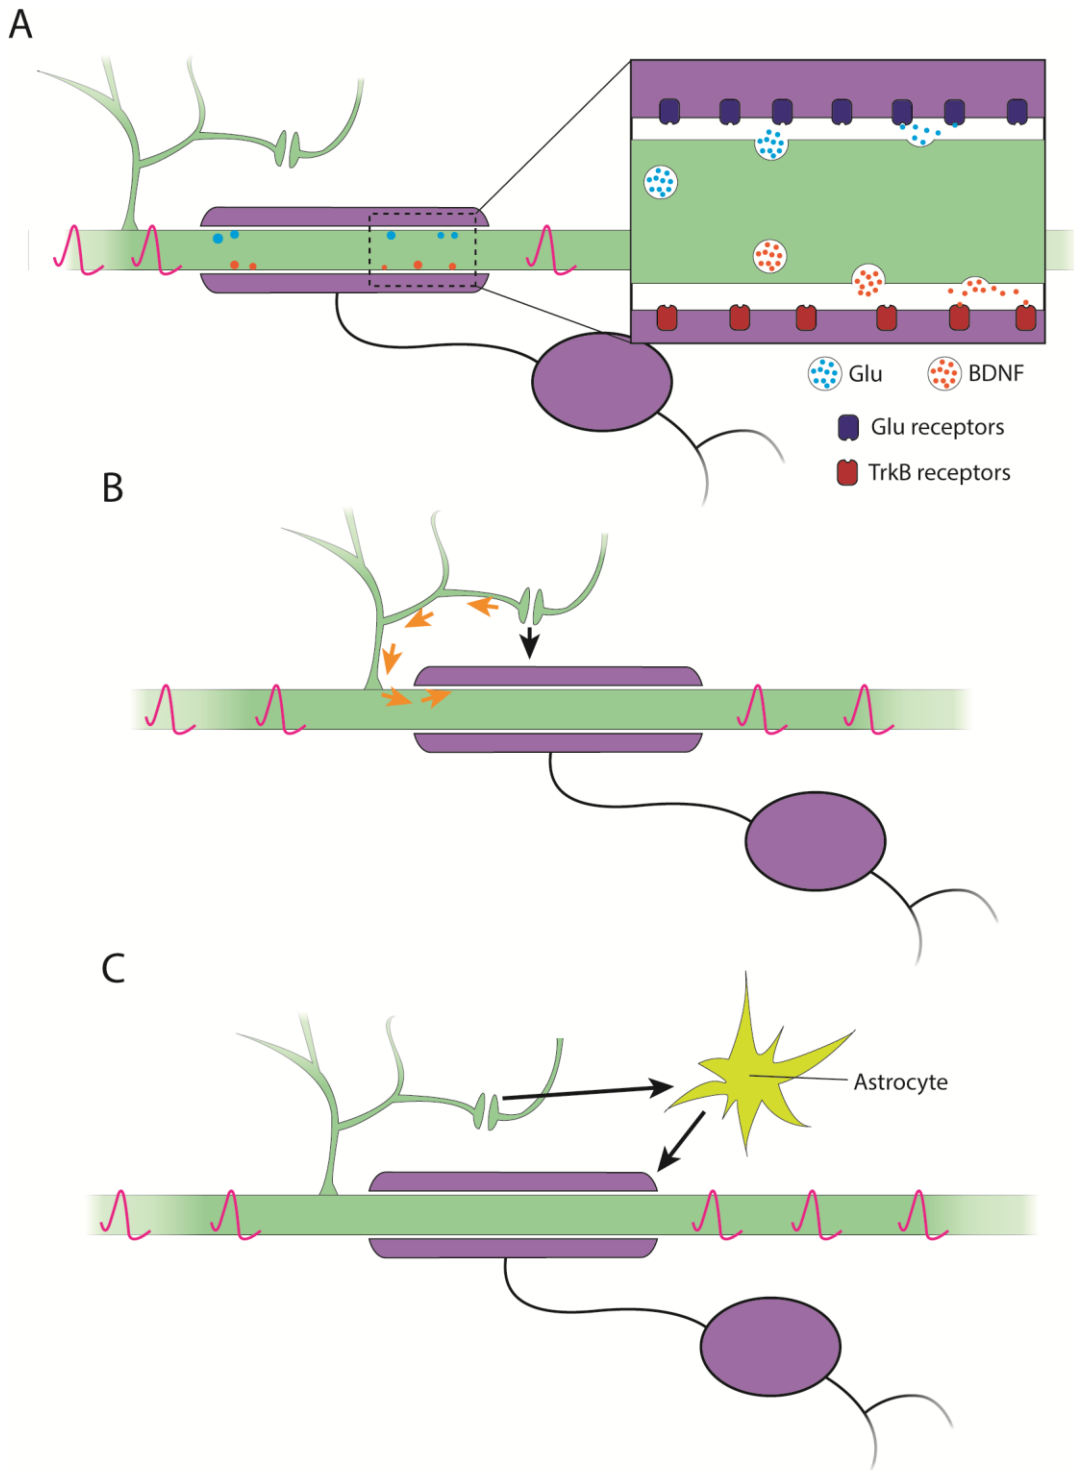 A
Glu
BDNF
Glu receptors
TrkB receptors
B
C
Astrocyte